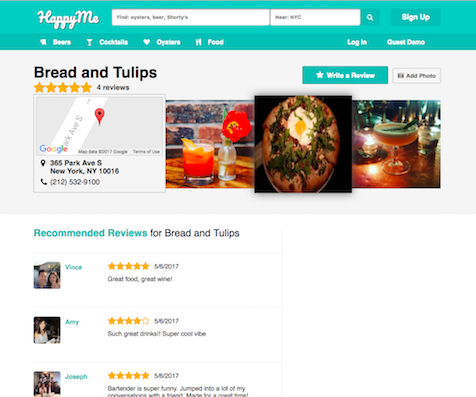 HappyMe
Find: oysters, beer, Shorty's
Near: NYC
Sign Up
Beers
Cocktails
Oysters
Food
Log In
Guest Demo
Bread and Tulips
4 reviews
Write a Review
Add Photo
Park Ave S
Google
Map data ©2017 Google
Terms of Use
365 Park Ave S
New York, NY 10016
(212) 532-9100
Recommended Reviews for Bread and Tulips
Vince
5/6/2017
Great food, great wine!
Amy
5/6/2017
Such great drinks!! Super cool vibe
Joseph
5/6/2017
Bartender is super funny. Jumped into a lot of
conversations with a friend. Made for a great time!